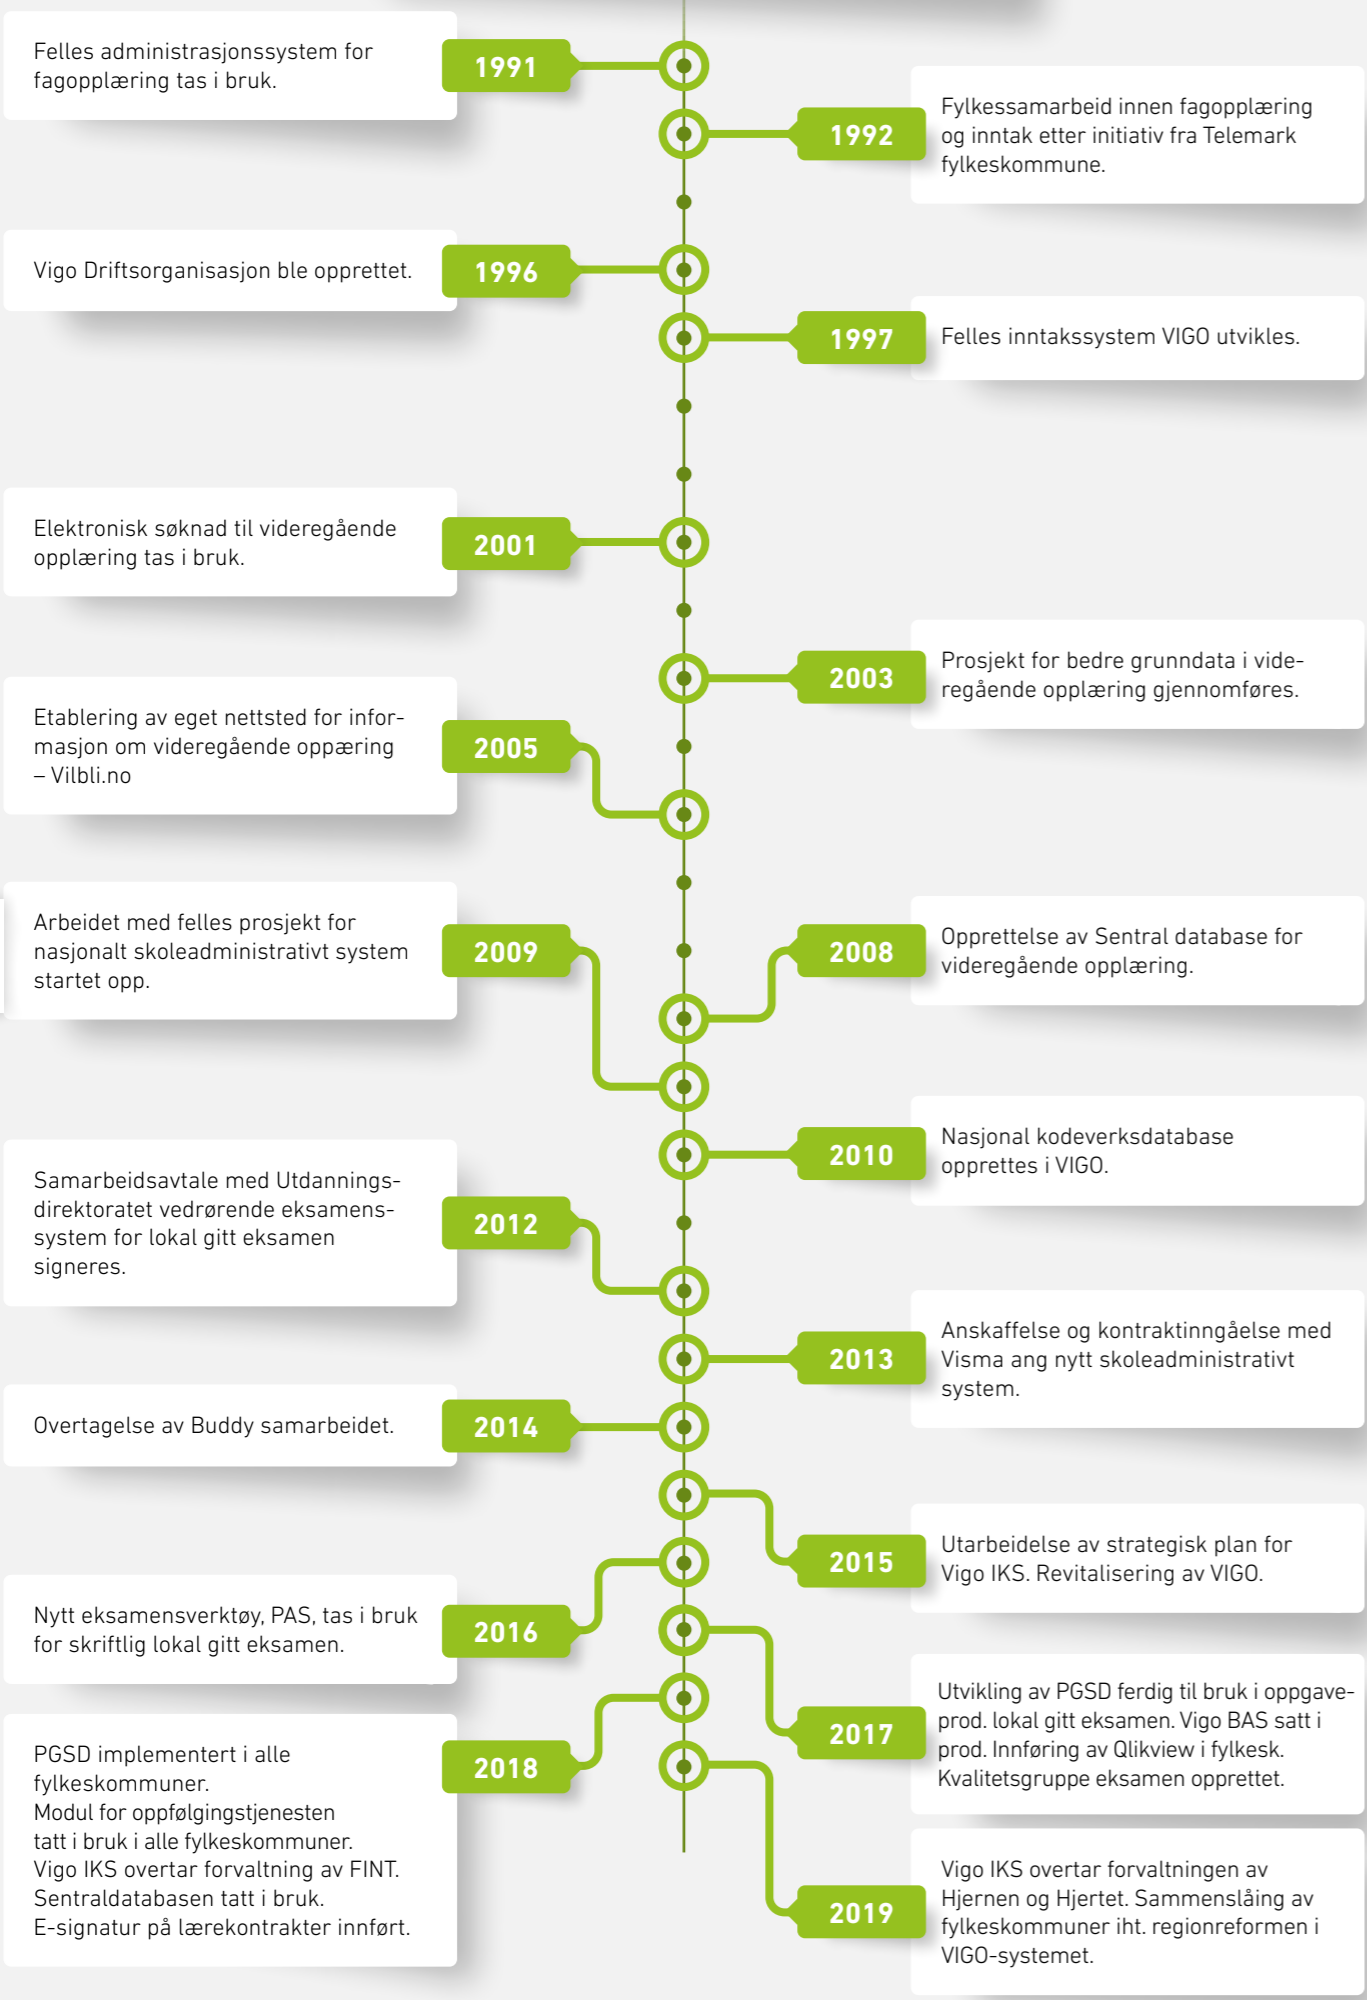 Felles administrasjonssystem for
fagopplæring tas i bruk.
1991
1992
Fylkessamarbeid innen fagopplæring
og inntak etter initiativ fra Telemark
fylkeskommune.
Vigo Driftsorganisasjon ble opprettet.
1996
1997
Felles inntakssystem VIGO utvikles.
Elektronisk søknad til videregående
opplæring tas i bruk.
2001
2003
Prosjekt for bedre grunndata i vide-
regående opplæring gjennomføres.
Etablering av eget nettsted for infor-
masjon om videregående oppæring
– Vilbli.no
2005
2008
Opprettelse av Sentral database for
videregående opplæring.
Arbeidet med felles prosjekt for
nasjonalt skoleadministrativt system
startet opp.
2009
2010
Nasjonal kodeverksdatabase
opprettes i VIGO.
Samarbeidsavtale med Utdannings-
direktoratet vedrørende eksamens-
system for lokal gitt eksamen
signeres.
2012
2013
Anskaffelse og kontraktinngåelse med
Visma ang nytt skoleadministrativt
system.
Overtagelse av Buddy samarbeidet.
2014
2015
Utarbeidelse av strategisk plan for
Vigo IKS. Revitalisering av VIGO.
Nytt eksamensverktøy, PAS, tas i bruk
for skriftlig lokal gitt eksamen.
2016
2017
Utvikling av PGSD ferdig til bruk i oppgave-
prod. lokal gitt eksamen. Vigo BAS satt i
prod. Innføring av Qlikview i fylkesk.
Kvalitetsgruppe eksamen opprettet.
PGSD implementert i alle
fylkeskommuner.
Modul for oppfølgingstjenesten
tatt i bruk i alle fylkeskommuner.
Vigo IKS overtar forvaltning av FINT.
Sentraldatabasen tatt i bruk.
E-signatur på lærekontrakter innført.
2018
2019
Vigo IKS overtar forvaltningen av
Hjernen og Hjertet. Sammenslåing av
fylkeskommuner iht. regionreformen i
VIGO-systemet.